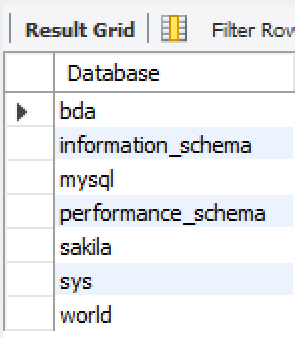 Result Grid Filter Row
Database
bda
information_schema
mysql
performance_schema
sakila
sys
world